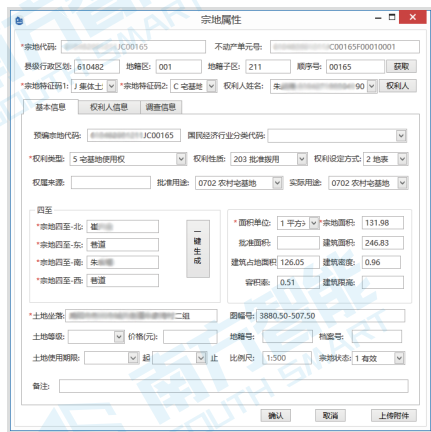 宗地属性
*宗地代码: JC00165 不动产单元号: C00165F00010001
县级行政区划: 610482 地籍区: 001 地籍子区: 211 顺序号: 00165 获取
*宗地特征码1: J 集体土 *宗地特征码2: C 宅基地 权利人姓名: 朱 90 权利人
基本信息 权利人信息 调查信息
预编宗地代码: JC00165 国民经济行业分类代码:
*权利类型: 5 宅基地使用权 权利性质: 203 批准拨用 权利设定方式: 2 地表
权属来源: 批准用途: 0702 农村宅基地 实际用途: 0702 农村宅基地
四至
*宗地四至-北: 崔
*宗地四至-东: 巷道
*宗地四至-南: 朱
*宗地四至-西: 巷道
一键生成
*面积单位: 1 平方 *宗地面积: 131.98
批准面积: 建筑面积: 246.83
建筑占地面积 126.05 建筑密度: 0.96
容积率: 0.51 建筑限高:
*土地坐落: 二组 图幅号: 3880.50-507.50
土地等级: 价格(元): 地籍号: 档案号:
土地使用期限: 起 止 比例尺: 1:500 宗地状态: 1 有效
备注:
确认 取消 上传附件
南方智能
SOUTH SMART